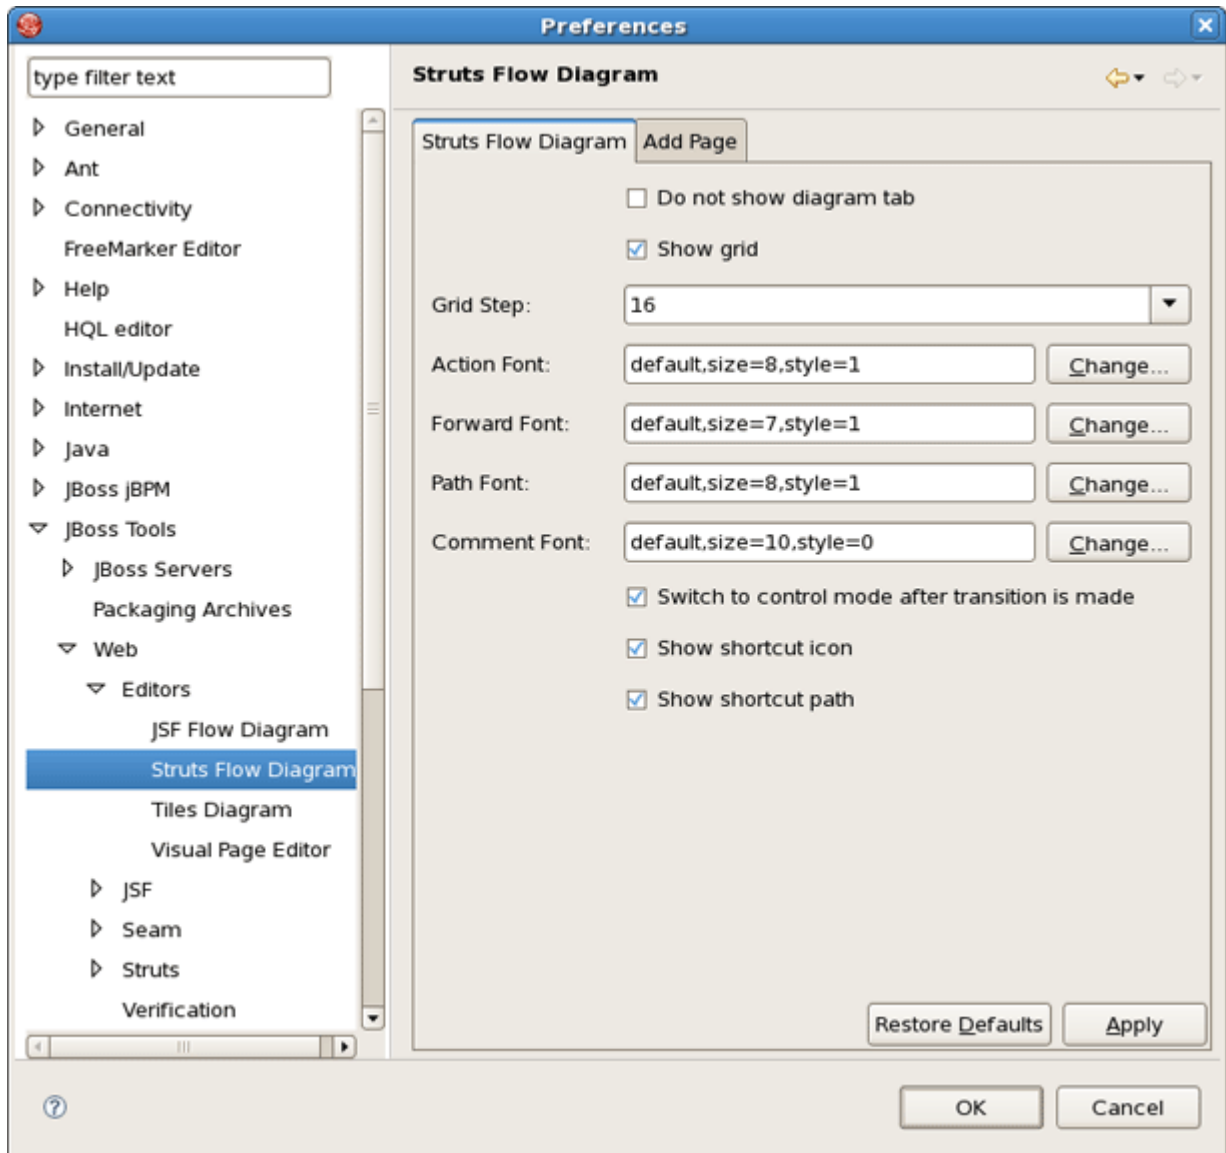 Preferences
type filter text
General
Ant
Connectivity
FreeMarker Editor
Help
HQL editor
Install/Update
Internet
Java
JBoss jBPM
JBoss Tools
JBoss Servers
Packaging Archives
Web
Editors
JSF Flow Diagram
Struts Flow Diagram
Tiles Diagram
Visual Page Editor
JSF
Seam
Struts
Verification
Struts Flow Diagram
Struts Flow Diagram Add Page
Do not show diagram tab
Show grid
Grid Step: 16
Action Font: default,size=8,style=1 Change...
Forward Font: default,size=7,style=1 Change...
Path Font: default,size=8,style=1 Change...
Comment Font: default,size=10,style=0 Change...
Switch to control mode after transition is made
Show shortcut icon
Show shortcut path
Restore Defaults Apply
? OK Cancel